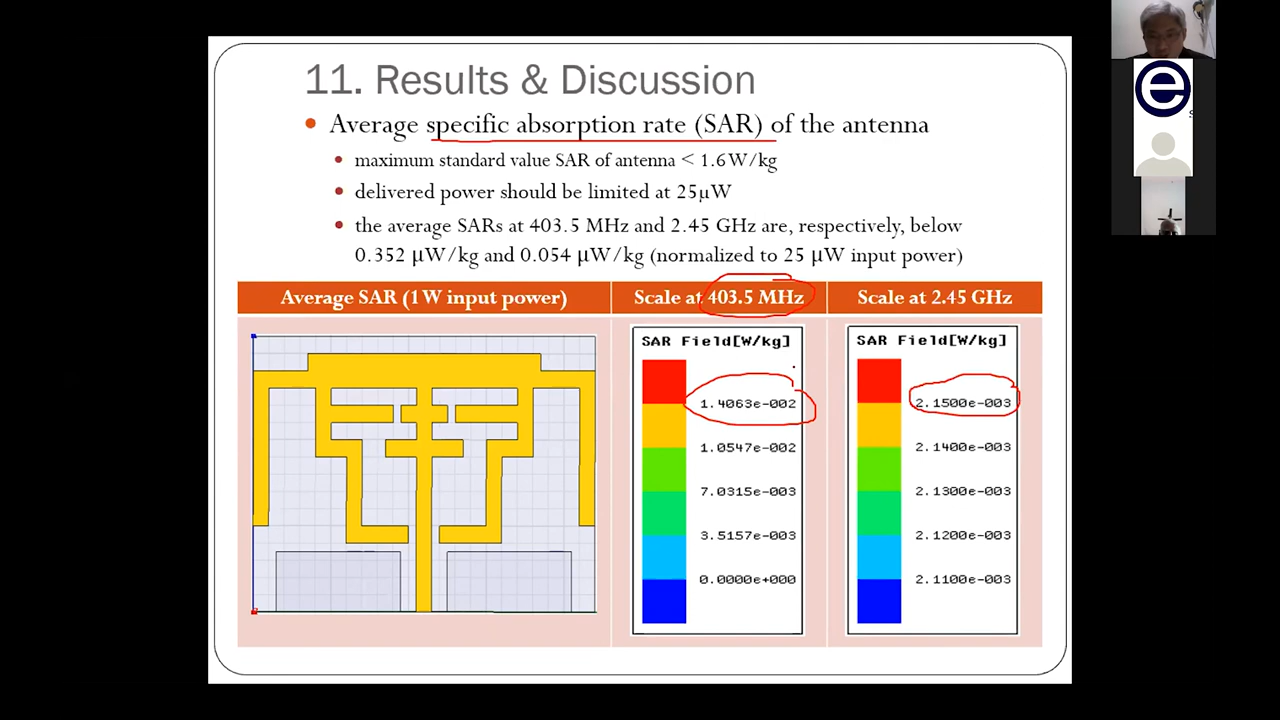 11. Results & Discussion
Average specific absorption rate (SAR) of the antenna
maximum standard value SAR of antenna < 1.6W/kg
delivered power should be limited at 25µW
the average SARs at 403.5 MHz and 2.45 GHz are, respectively, below
0.352 µW/kg and 0.054 µW/kg (normalized to 25 µW input power)
Average SAR (1W input power)
Scale at 403.5 MHz
Scale at 2.45 GHz
SAR Field[W/kg]
1.4063e-002
1.0547e-002
7.0315e-003
3.5157e-003
0.0000e+000
SAR Field[W/kg]
2.1500e-003
2.1400e-003
2.1300e-003
2.1200e-003
2.1100e-003
e
s